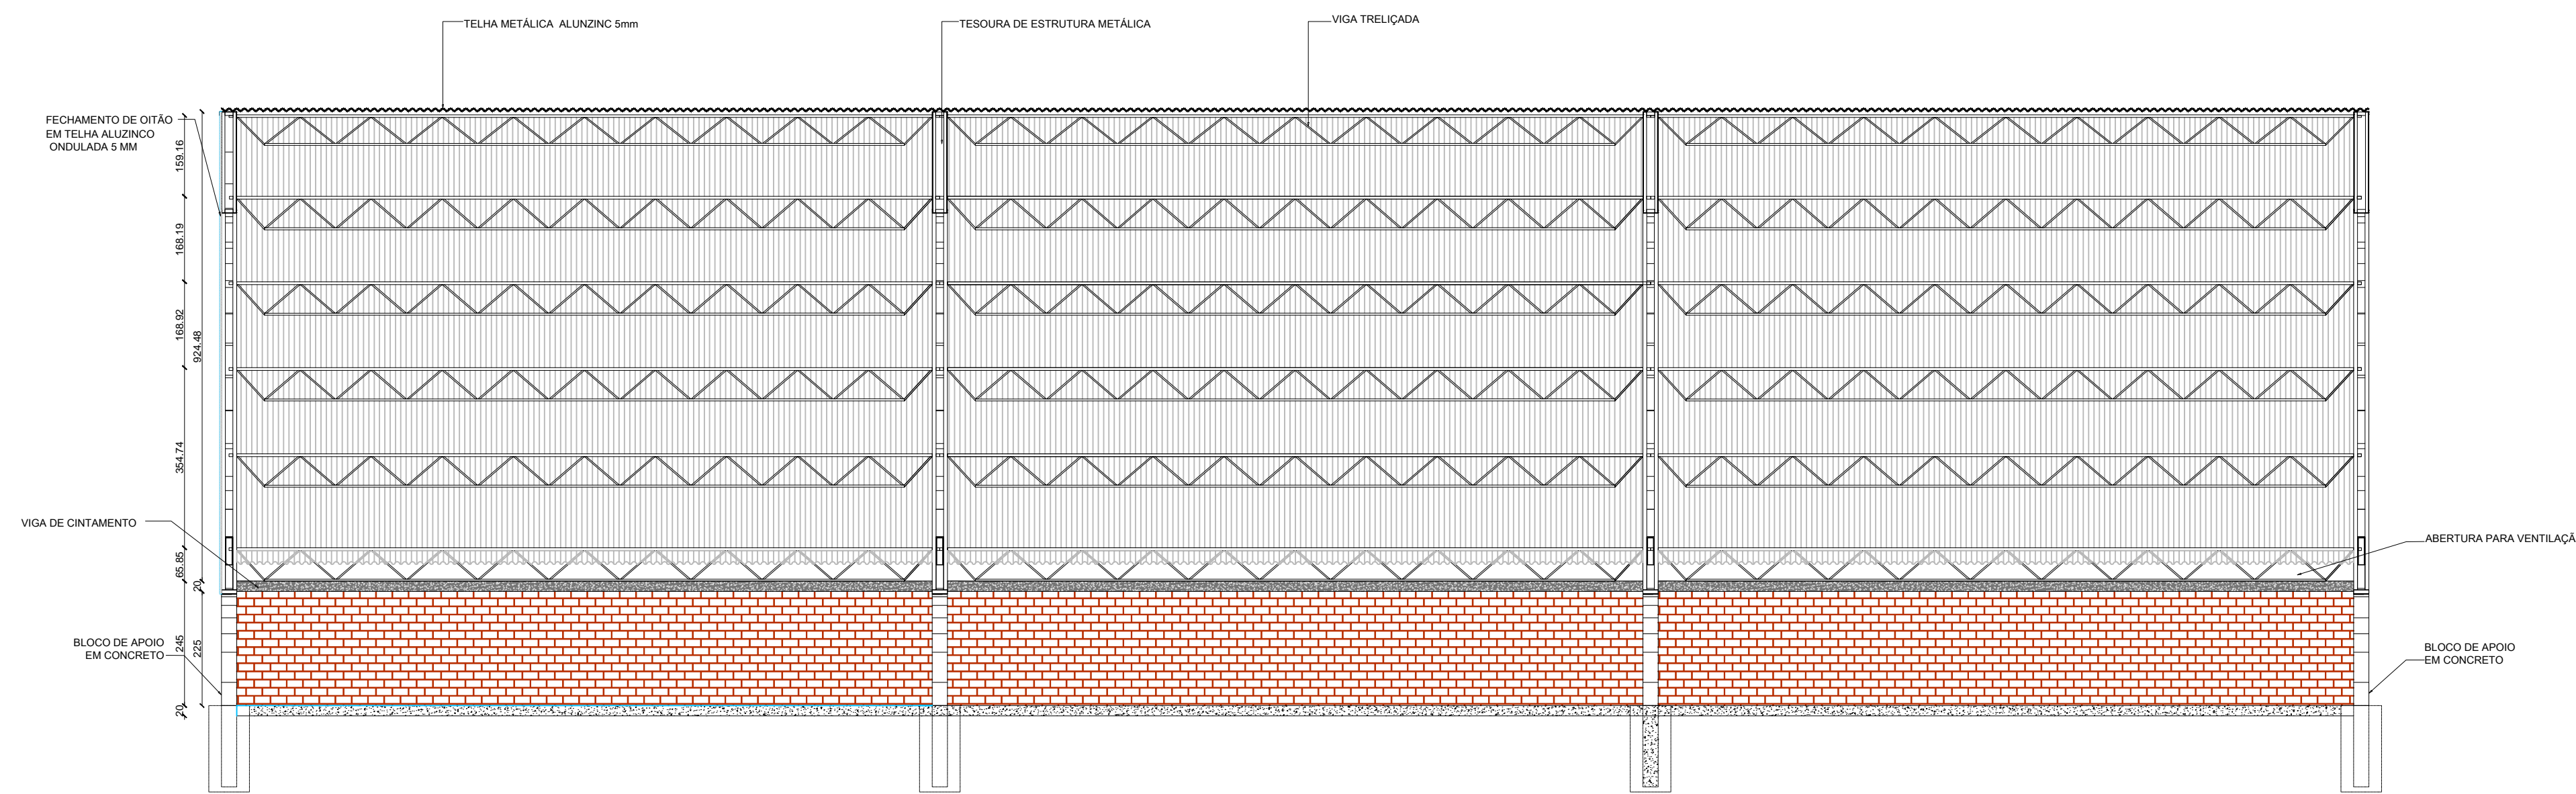 TELHA METÁLICA  ALUNZINC 5mm
TESOURA DE ESTRUTURA METÁLICA
VIGA TRELIÇADA
FECHAMENTO DE OITÃO
EM TELHA ALUZINCO
ONDULADA 5 MM
159.16
168.19
168.92
924.48
354.74
VIGA DE CINTAMENTO
ABERTURA PARA VENTILAÇÃ
65.85
20
BLOCO DE APOIO
EM CONCRETO
245
225
BLOCO DE APOIO
EM CONCRETO
20